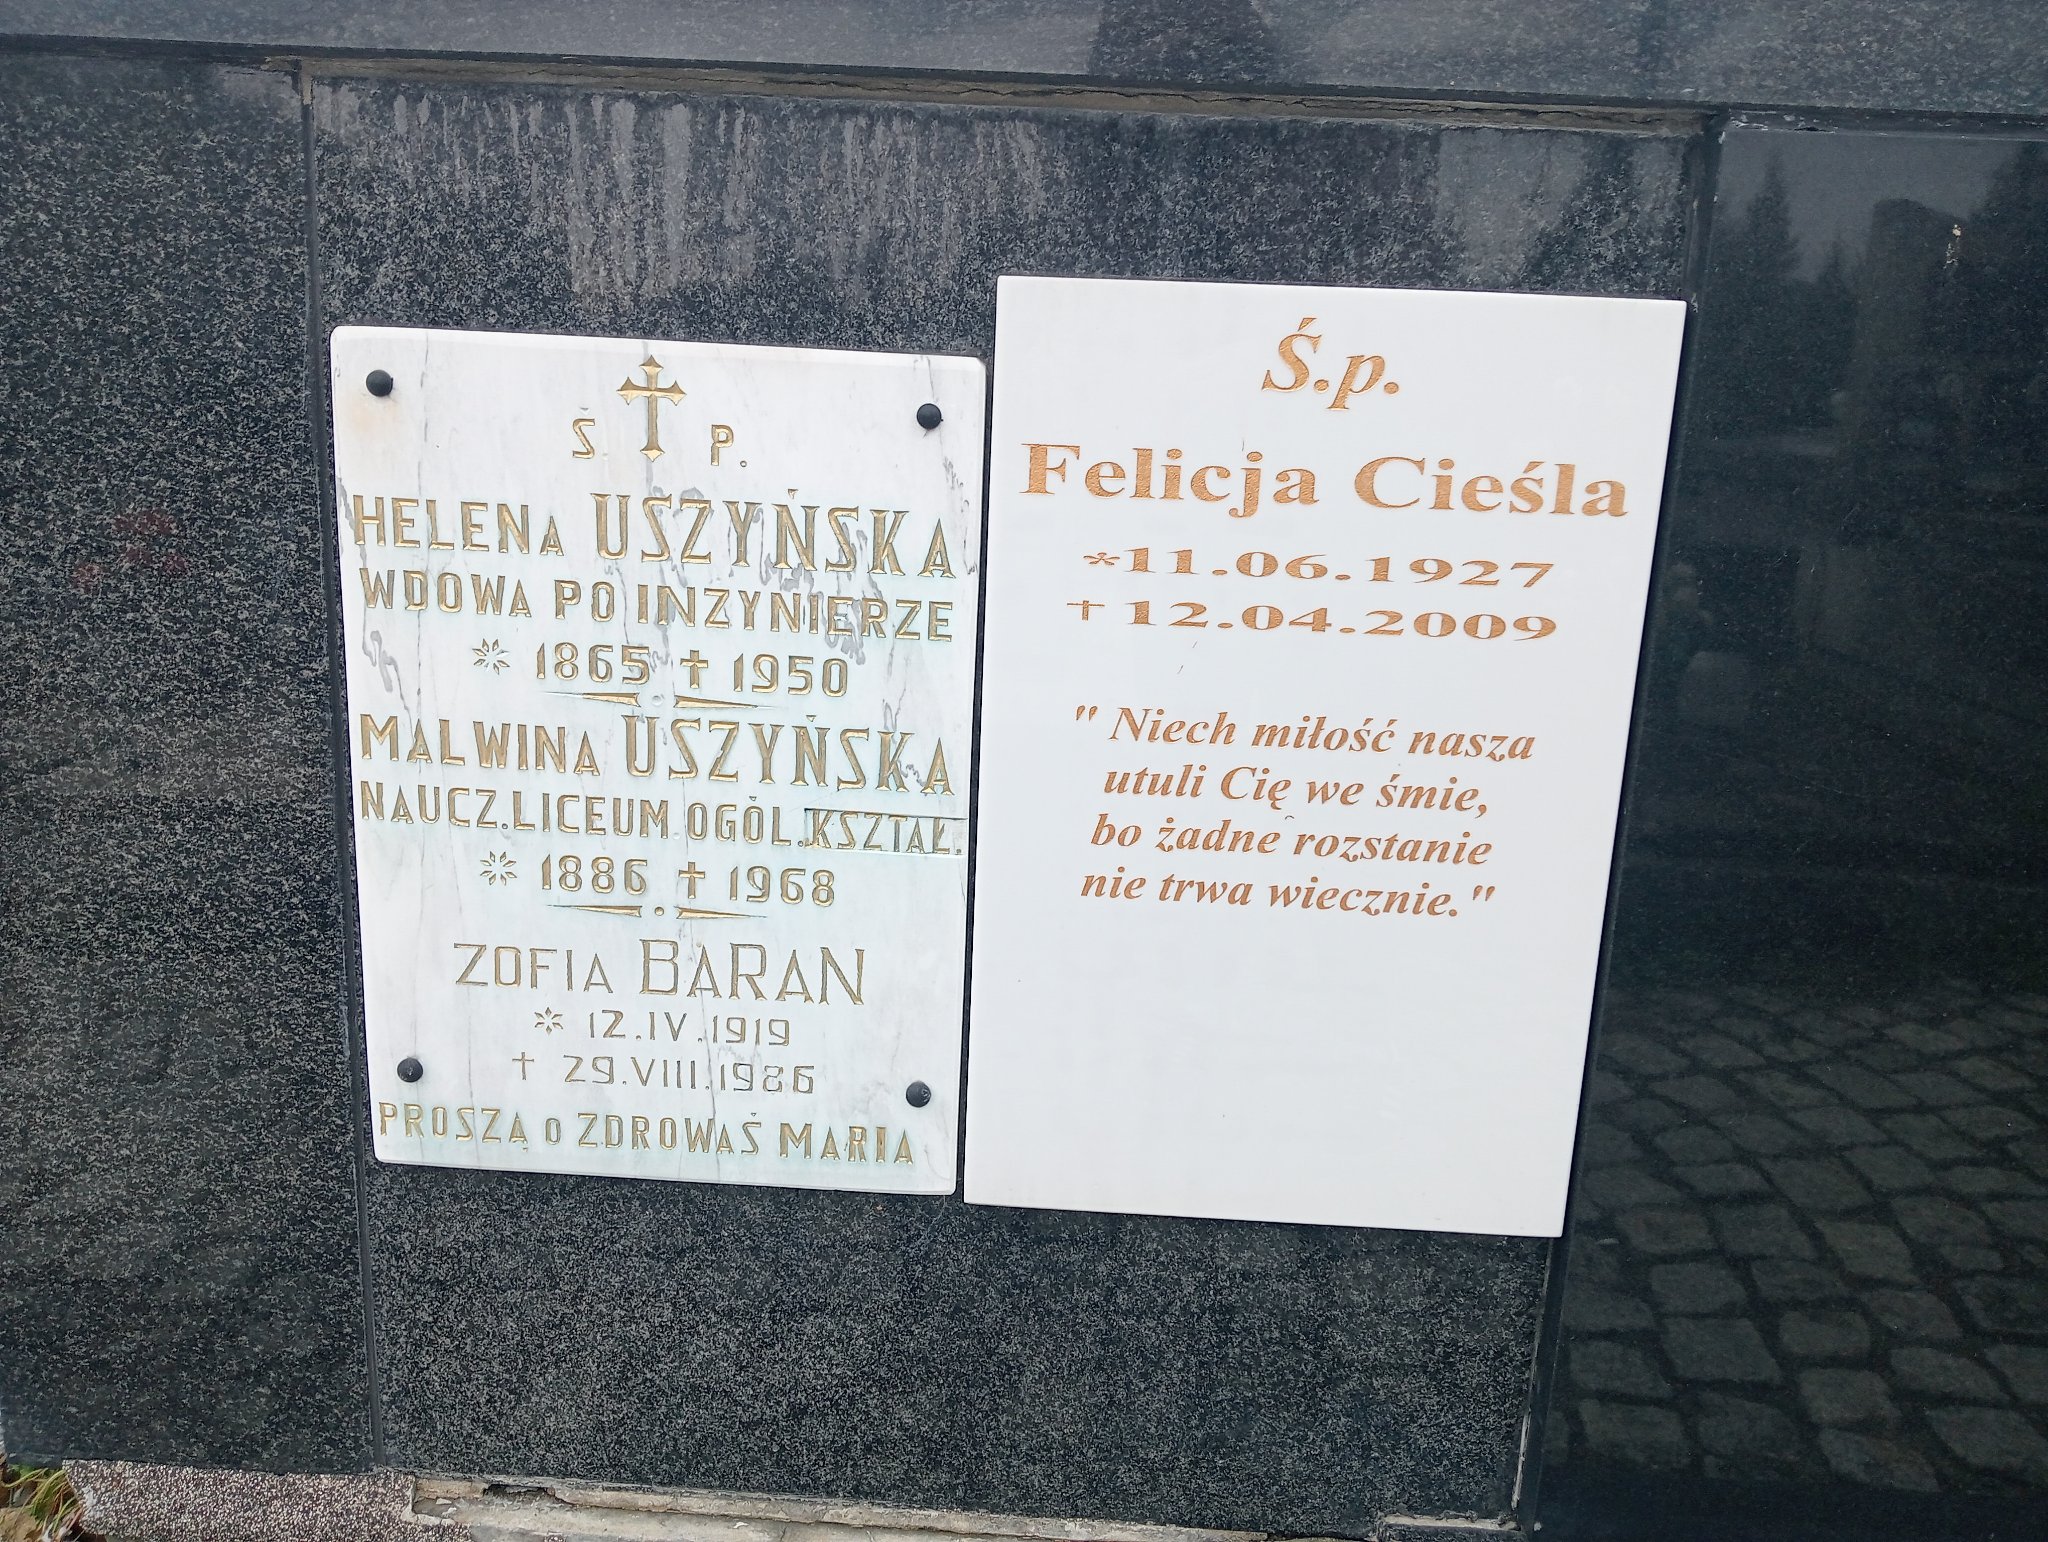 Ś P.
HELENA USZYŃSKA
WDOWA PO INZYNIERZE
* 1865 † 1950
MALWINA USZYŃSKA
NAUCZ.LICEUM OGÓL.KSZTAŁ.
* 1886 † 1968
ZOFIA BARAN
* 12.IV.1919
† 29.VIII.1986
PROSZĄ O ZDROWAŚ MARIA
Ś.p.
Felicja Cieśla
*11.06.1927
† 12.04.2009
" Niech miłość nasza
utuli Cię we śmie,
bo żadne rozstanie
nie trwa wiecznie."